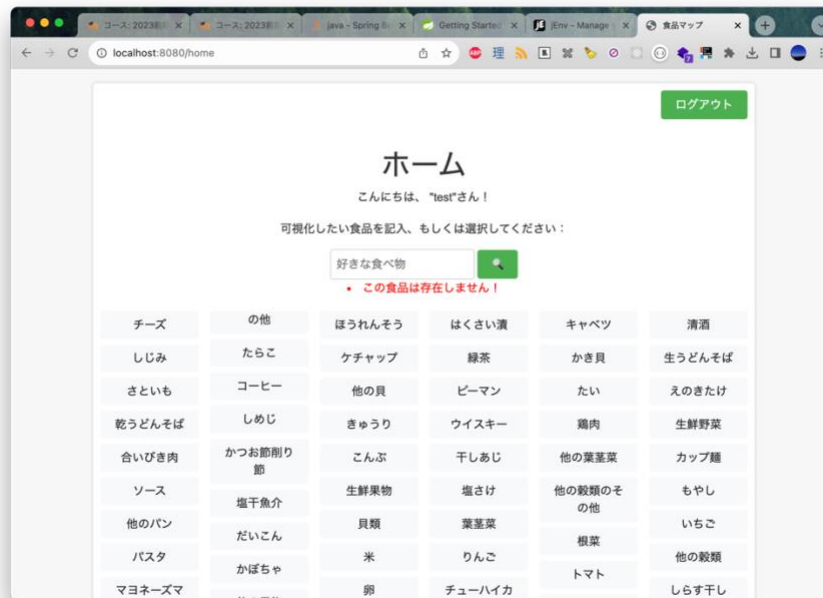 コース: 2023
コース: 2023
java - Spring B
Getting Started
jEnv - Manage
食品マップ
localhost:8080/home
ログアウト
ホーム
こんにちは、 "test"さん！
可視化したい食品を記入、もしくは選択してください：
好きな食べ物
• この食品は存在しません！
チーズ
しじみ
さといも
乾うどんそば
合いびき肉
ソース
他のパン
パスタ
マヨネーズマ
の他
たらこ
コーヒー
しめじ
かつお節削り
節
塩干魚介
だいこん
かぼちゃ
ほうれんそう
ケチャップ
他の貝
きゅうり
こんぶ
生鮮果物
貝類
米
卵
はくさい漬
緑茶
ピーマン
ウイスキー
干しあじ
塩さけ
葉茎菜
りんご
チューハイカ
キャベツ
かき貝
たい
鶏肉
他の葉茎菜
他の穀類のそ
の他
根菜
トマト
清酒
生うどんそば
えのきたけ
生鮮野菜
カップ麺
もやし
いちご
他の穀類
しらす干し